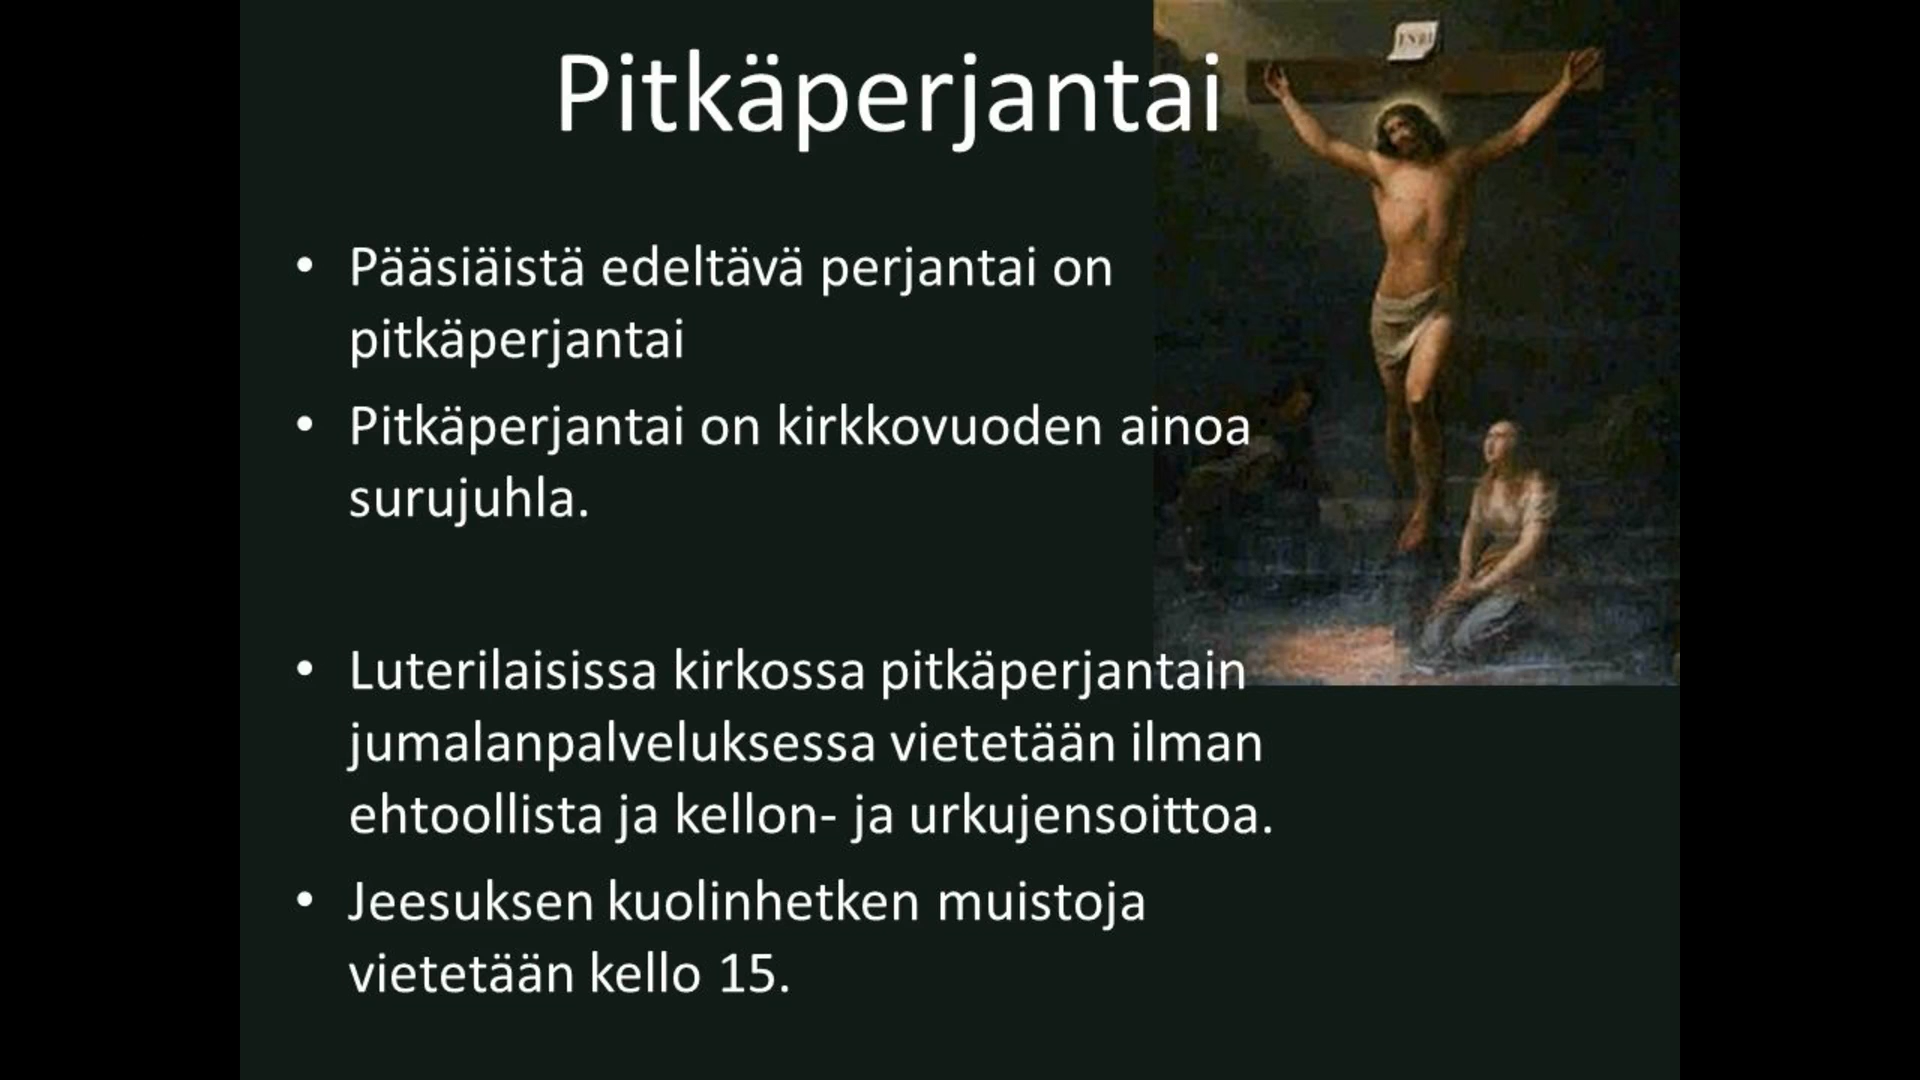 Pitkäperjantai
• Pääsiäistä edeltävä perjantai on
pitkäperjantai
• Pitkäperjantai on kirkkovuoden ainoa
surujuhla.
• Luterilaisissa kirkossa pitkäperjantain
jumalanpalveluksessa vietetään ilman
ehtoollista ja kellon- ja urkujensoittoa.
• Jeesuksen kuolinhetken muistoja
vietetään kello 15.
INRI